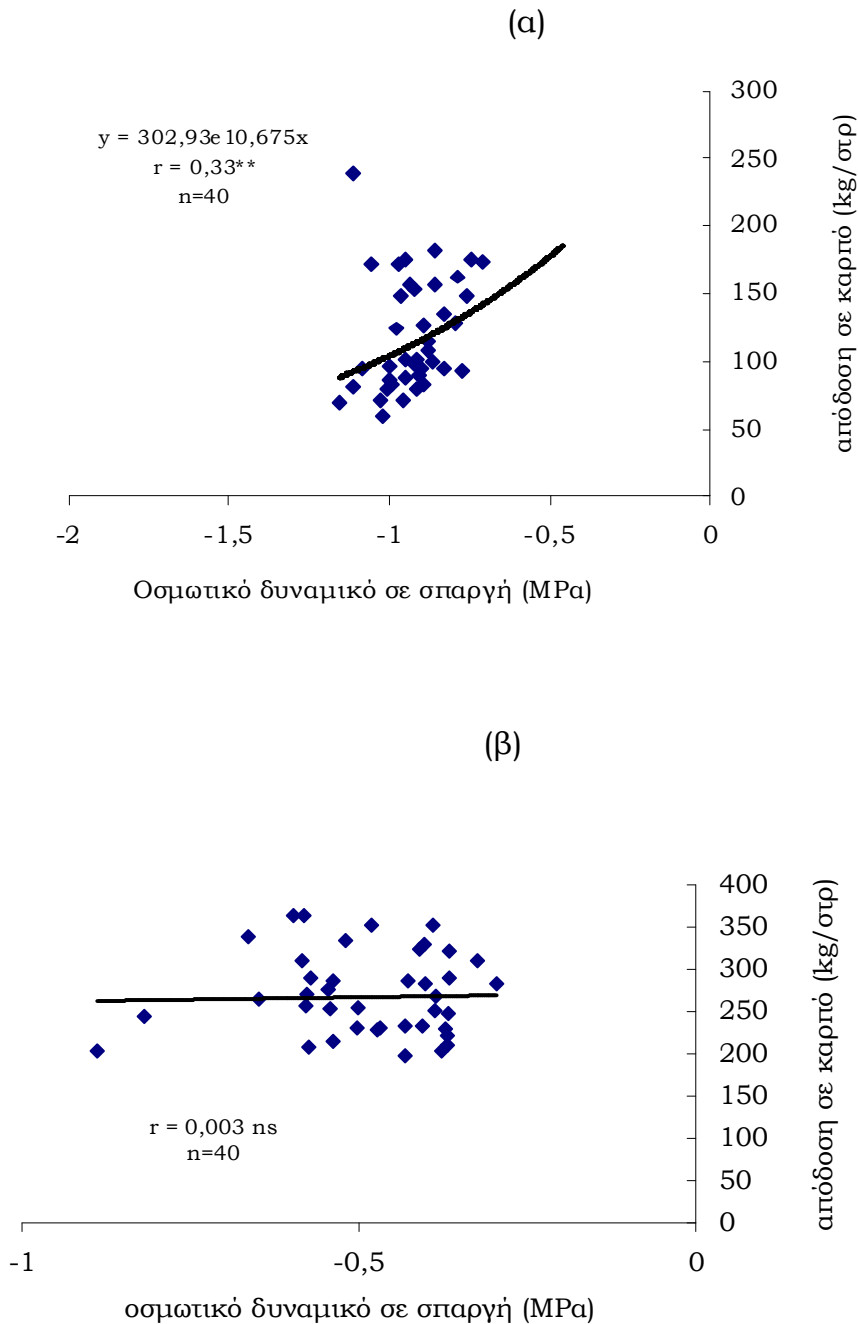 (α)
300
250
200
150
100
50
0
απόδοση σε καρπό (kg/στρ)
y = 302,93e10,675x
r = 0,33**
n=40
-2
-1,5
-1
-0,5
0
Οσμωτικό δυναμικό σε σπαργή (MPa)
(β)
400
350
300
250
200
150
100
50
0
απόδοση σε καρπό (kg/στρ)
r = 0,003 ns
n=40
-1
-0,5
0
οσμωτικό δυναμικό σε σπαργή (MPa)